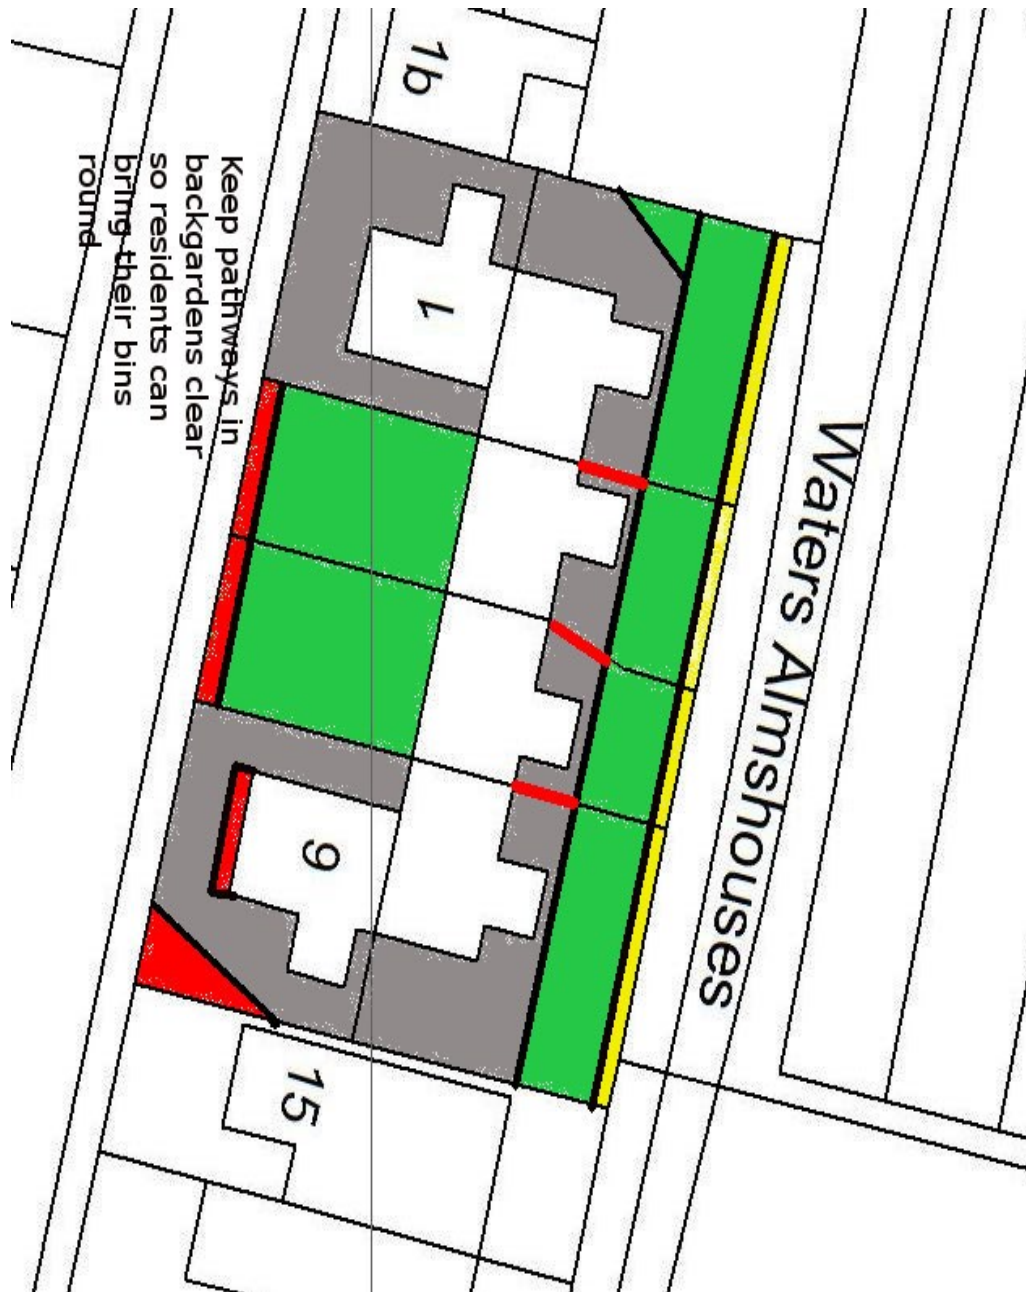 1b
Keep pathways in
backgardens clear
so residents can
bring their bins
round
1
Waters Almshouses
9
15